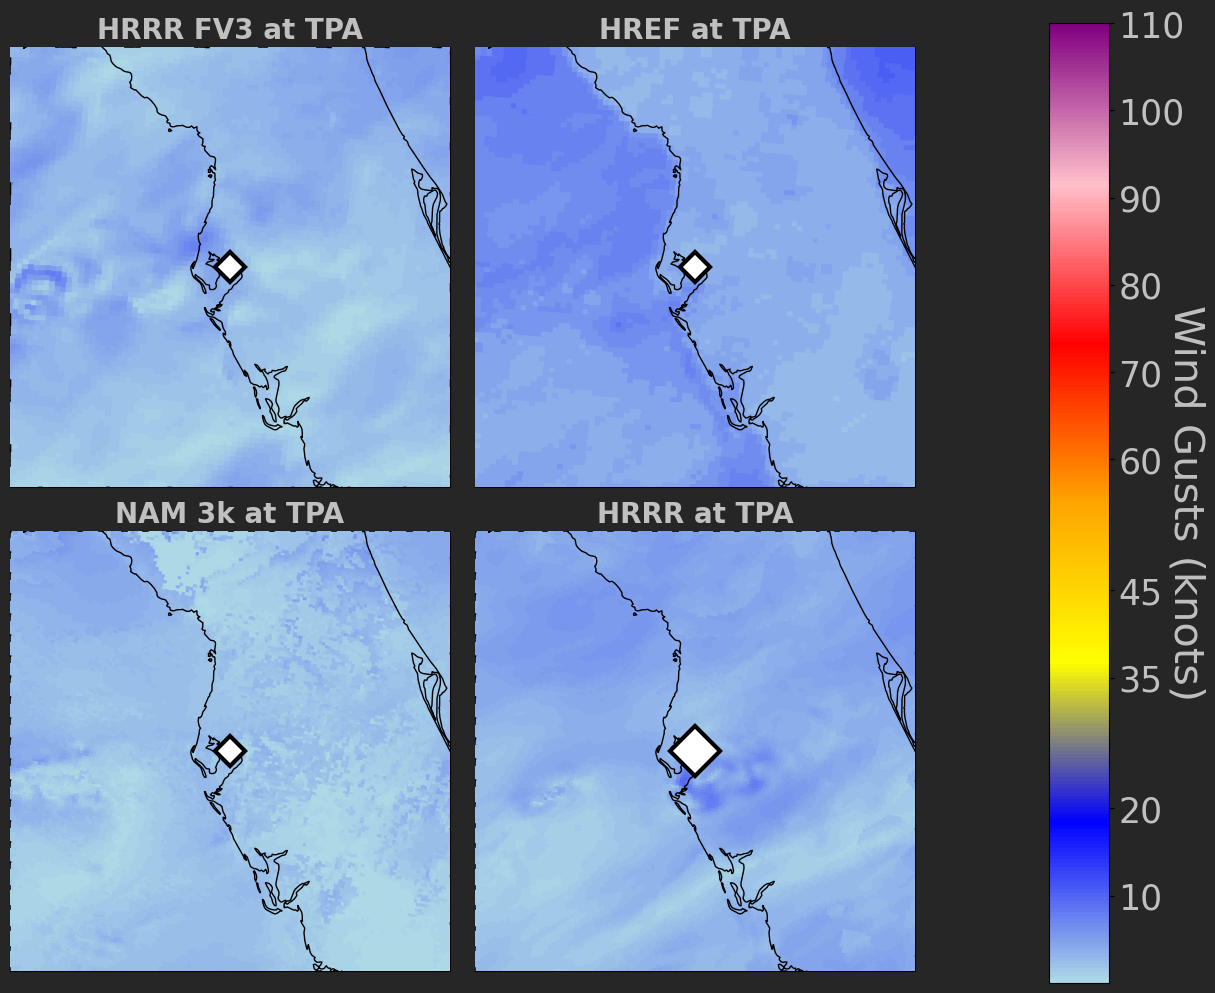 HRRR FV3 at TPA
HREF at TPA
NAM 3k at TPA
HRRR at TPA
110
100
90
80
70
60
45
35
20
10
Wind Gusts (knots)